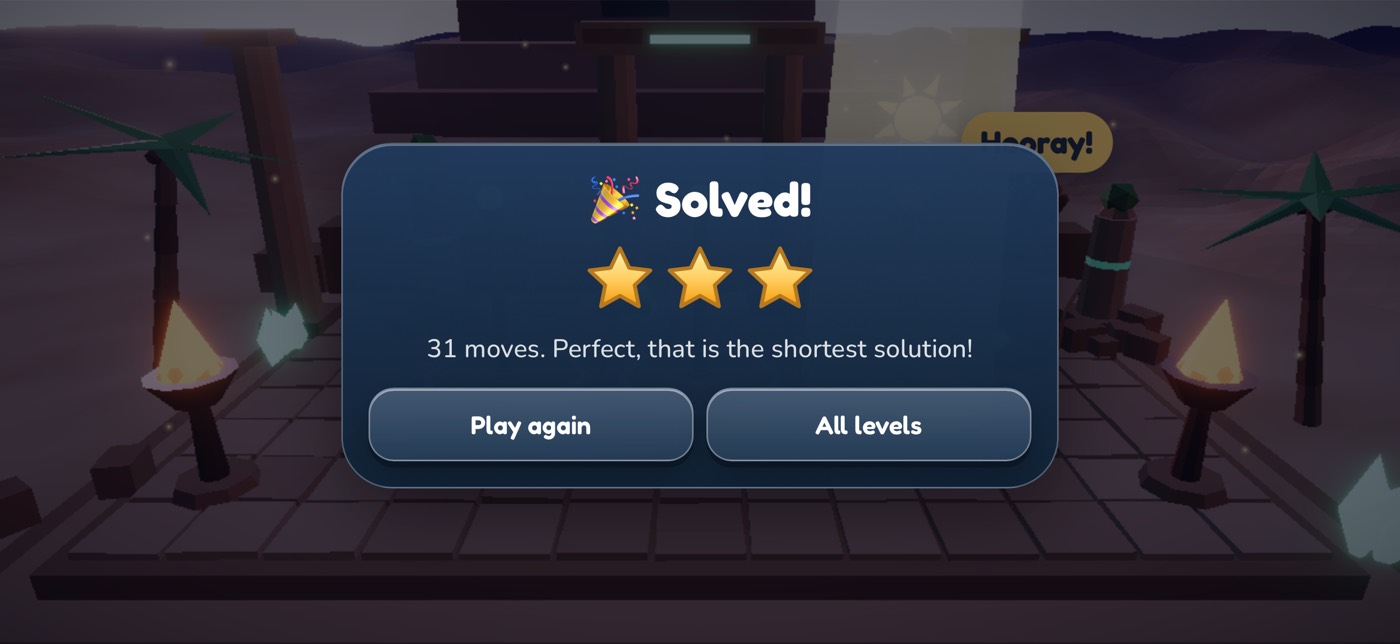 Hooray!
🎉 Solved!
31 moves. Perfect, that is the shortest solution!
Play again
All levels